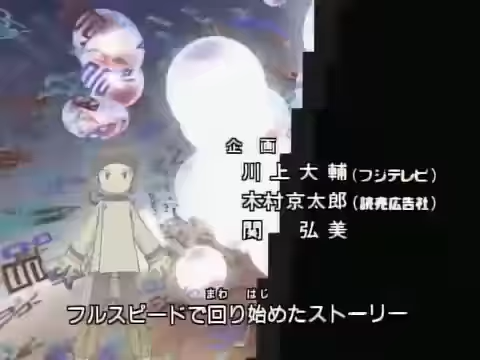 企画
川上大輔(フジテレビ)
木村京太郎(読売広告社)
関 弘美
まわ はじ
フルスピードで回り始めたストーリー